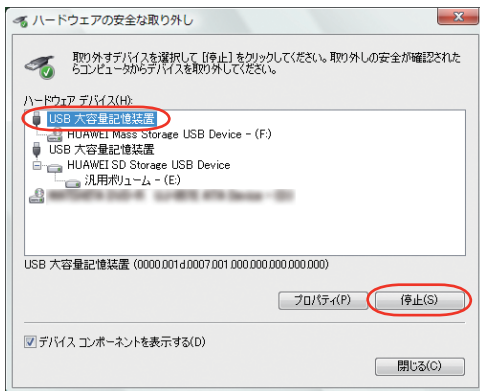 ハードウェアの安全な取り外し
取り外すデバイスを選択して [停止] をクリックしてください。取り外しの安全が確認された
らコンピュータからデバイスを取り外してください。
ハードウェア デバイス(H):
USB 大容量記憶装置
HUAWEI Mass Storage USB Device - (F:)
USB 大容量記憶装置
HUAWEI SD Storage USB Device
汎用ボリューム - (E:)
USB 大容量記憶装置 (0000.001d.0007.001.000.000.000.000.000)
プロパティ(P)
停止(S)
デバイス コンポーネントを表示する(D)
閉じる(C)